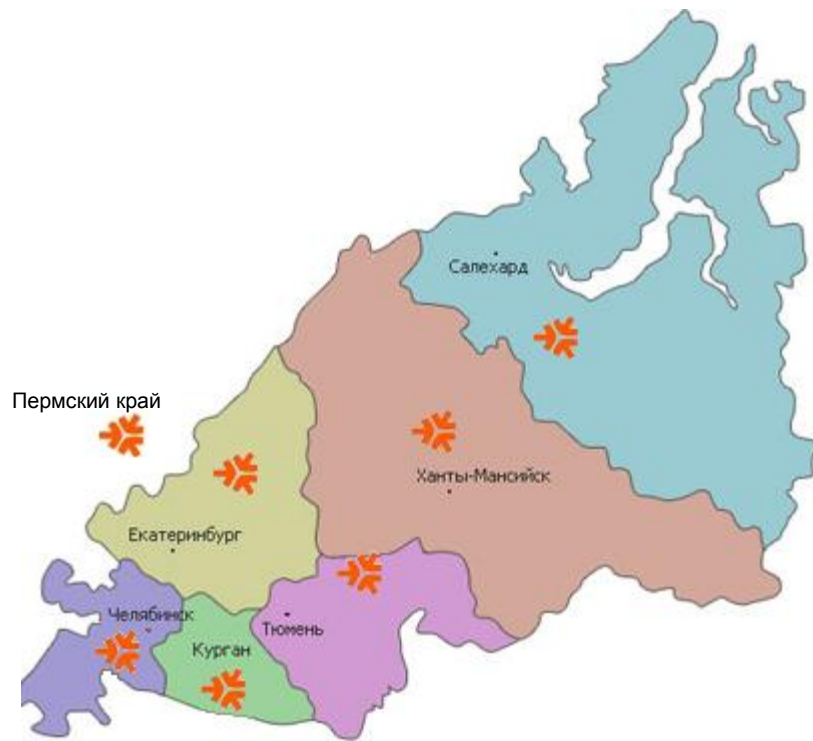 Салехард
Пермский край
Ханты-Мансийск
Екатеринбург
Челябинск
Тюмень
Курган